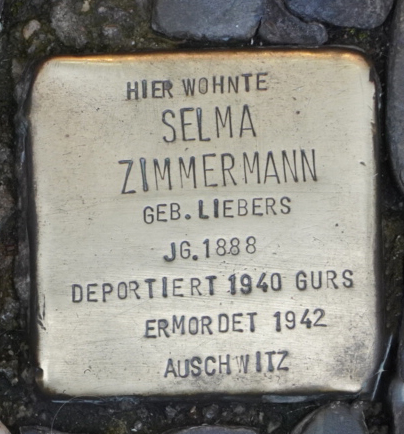 HIER WOHNTE
SELMA
ZIMMERMANN
GEB. LIEBERS
JG. 1888
DEPORTIERT 1940 GURS
ERMORDET 1942
AUSCHWITZ